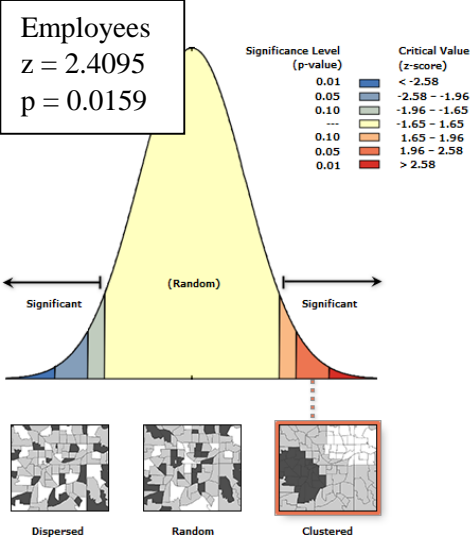 Employees
z = 2.4095
p = 0.0159
Significance Level
(p-value)
Critical Value
(z-score)
0.01 < -2.58
0.05 -2.58 – -1.96
0.10 -1.96 – -1.65
--- -1.65 – 1.65
0.10 1.65 – 1.96
0.05 1.96 – 2.58
0.01 > 2.58
(Random)
Significant Significant
Dispersed Random Clustered